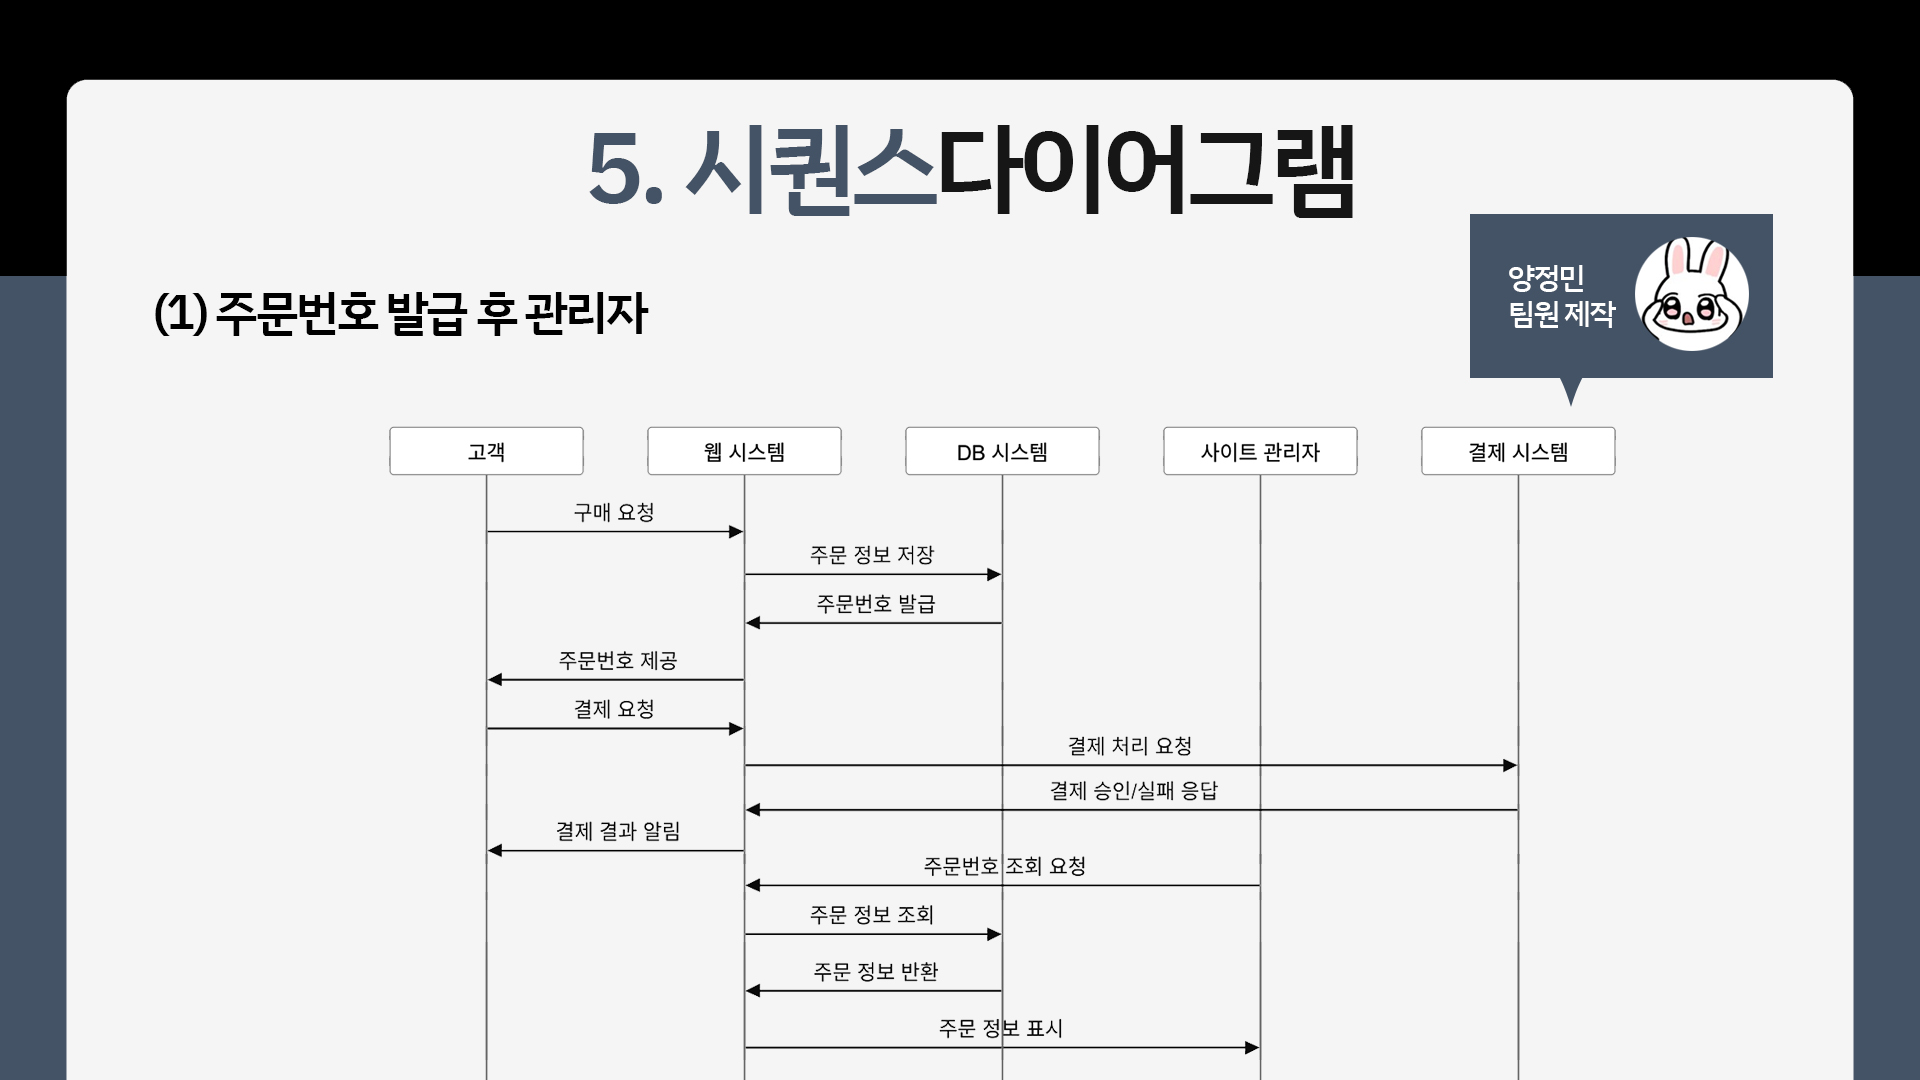 5. 시퀀스다이어그램
양정민
팀원 제작
(1) 주문번호 발급 후 관리자
고객
웹 시스템
DB 시스템
사이트 관리자
결제 시스템
구매 요청
주문 정보 저장
주문번호 발급
주문번호 제공
결제 요청
결제 처리 요청
결제 승인/실패 응답
결제 결과 알림
주문번호 조회 요청
주문 정보 조회
주문 정보 반환
주문 정보 표시